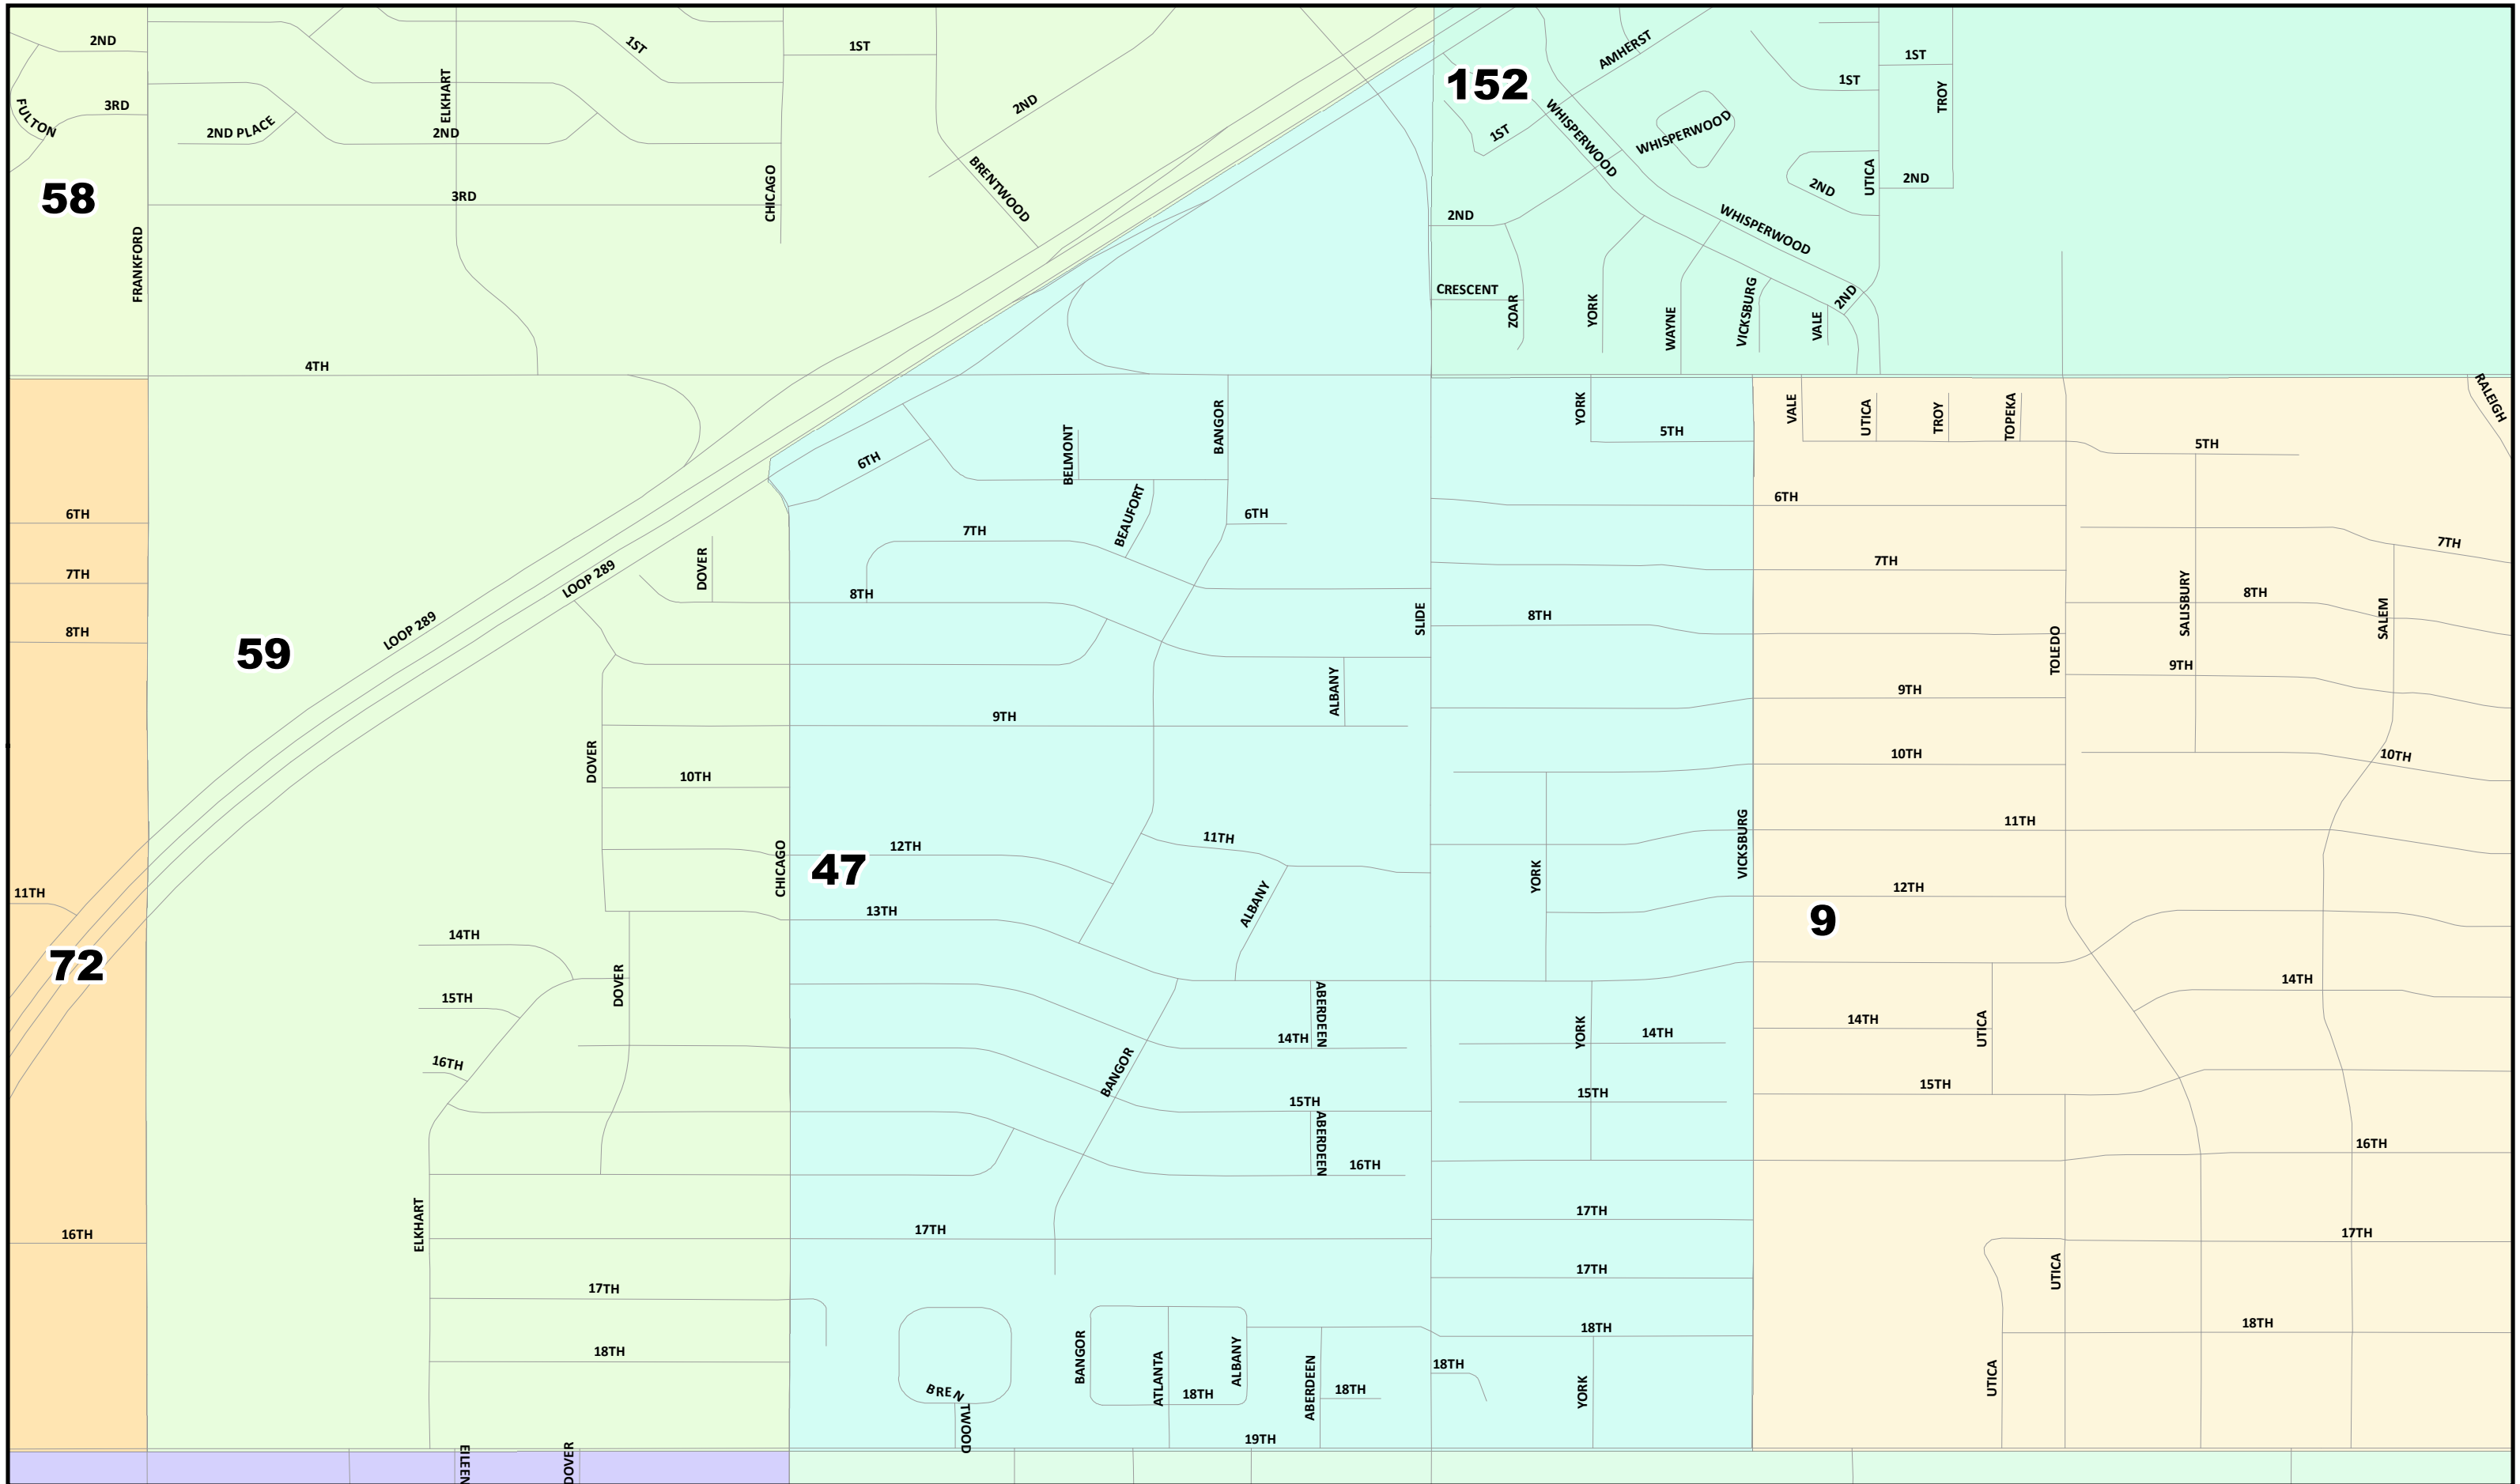 2ND
1ST
1ST
AMHERST
1ST
1ST
ELKHART
TROY
152
FULTON
3RD
2ND PLACE
2ND
2ND
1ST
WHISPERWOOD
WHISPERWOOD
58
3RD
CHICAGO
BRENTWOOD
UTICA
2ND
2ND
2ND
WHISPERWOOD
FRANKFORD
CRESCENT
ZOAR
YORK
WAYNE
VICKSBURG
VALE
2ND
4TH
RALEIGH
BANGOR
BELMONT
6TH
YORK
5TH
VALE
UTICA
TROY
TOPEKA
5TH
6TH
7TH
BEAUFORT
6TH
6TH
7TH
7TH
LOOP 289
DOVER
7TH
8TH
8TH
SLIDE
8TH
8TH
SALISBURY
SALEM
LOOP 289
59
TOLEDO
9TH
ALBANY
9TH
9TH
DOVER
10TH
10TH
10TH
11TH
11TH
12TH
CHICAGO
47
VICKSBURG
YORK
12TH
11TH
13TH
ALBANY
9
14TH
72
DOVER
14TH
15TH
ABERDEEN
14TH
YORK
14TH
14TH
UTICA
16TH
BANGOR
15TH
15TH
15TH
ABERDEEN
16TH
16TH
ELKHART
16TH
17TH
17TH
17TH
17TH
UTICA
17TH
18TH
18TH
18TH
BANGOR
ATLANTA
ALBANY
18TH
ABERDEEN
18TH
18TH
YORK
UTICA
BRENTWOOD
19TH
EILEEN
DOVER